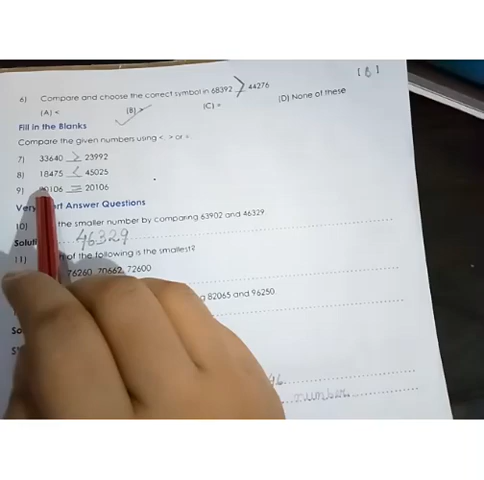 [ B ]
6) Compare and choose the correct symbol in 68392 > 44276
(A) < (B) > (C) = (D) None of these
Fill in the Blanks
Compare the given numbers using <, > or =
7) 33640 > 23992
8) 18475 < 45025
9) 20106 = 20106
Answer Questions
10) the smaller number by comparing 63902 and 46329.
46329
11) of the following is the smallest?
76260, 70662, 72600
82065 and 96250
number